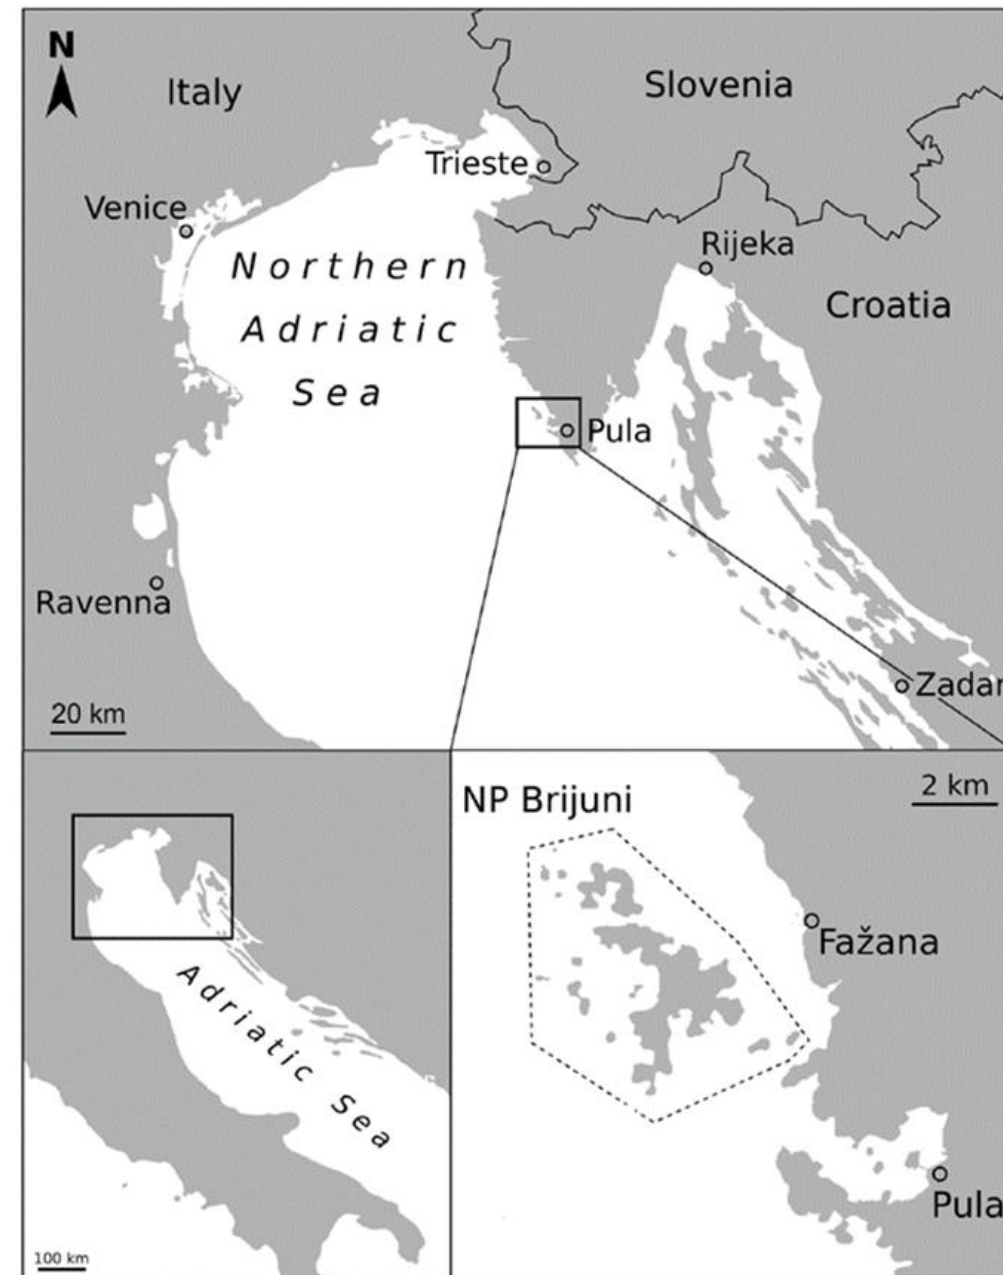 N
Italy
Slovenia
Trieste
Venice
Rijeka
Northern
Adriatic
Sea
Croatia
Pula
Ravenna
Zadar
20 km
NP Brijuni
2 km
Fažana
Adriatic Sea
Pula
100 km